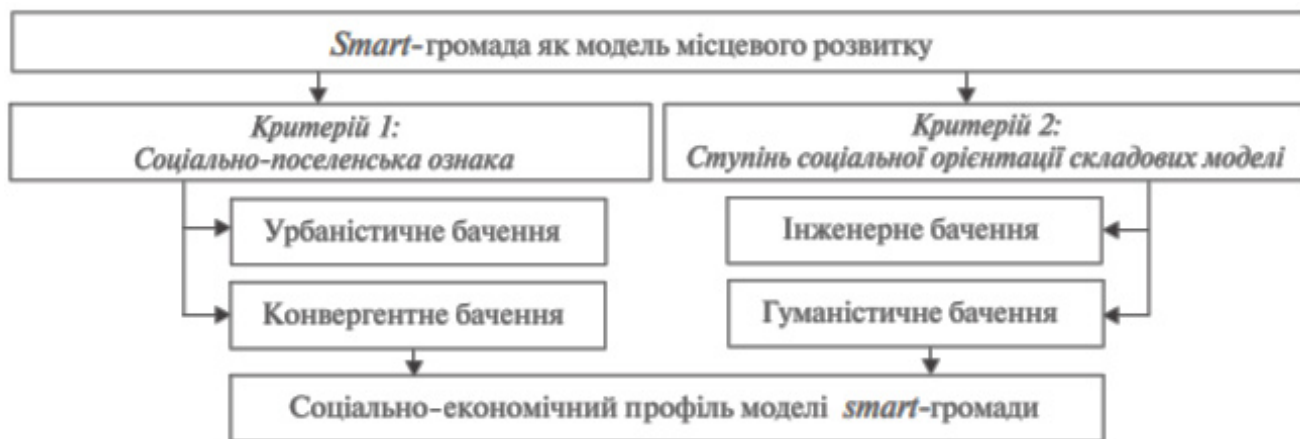 Smart-громада як модель місцевого розвитку
Критерій 1:
Соціально-поселенська ознака
Критерій 2:
Ступінь соціальної орієнтації складових моделі
Урбаністичне бачення
Інженерне бачення
Конвергентне бачення
Гуманістичне бачення
Соціально-економічний профіль моделі smart-громади